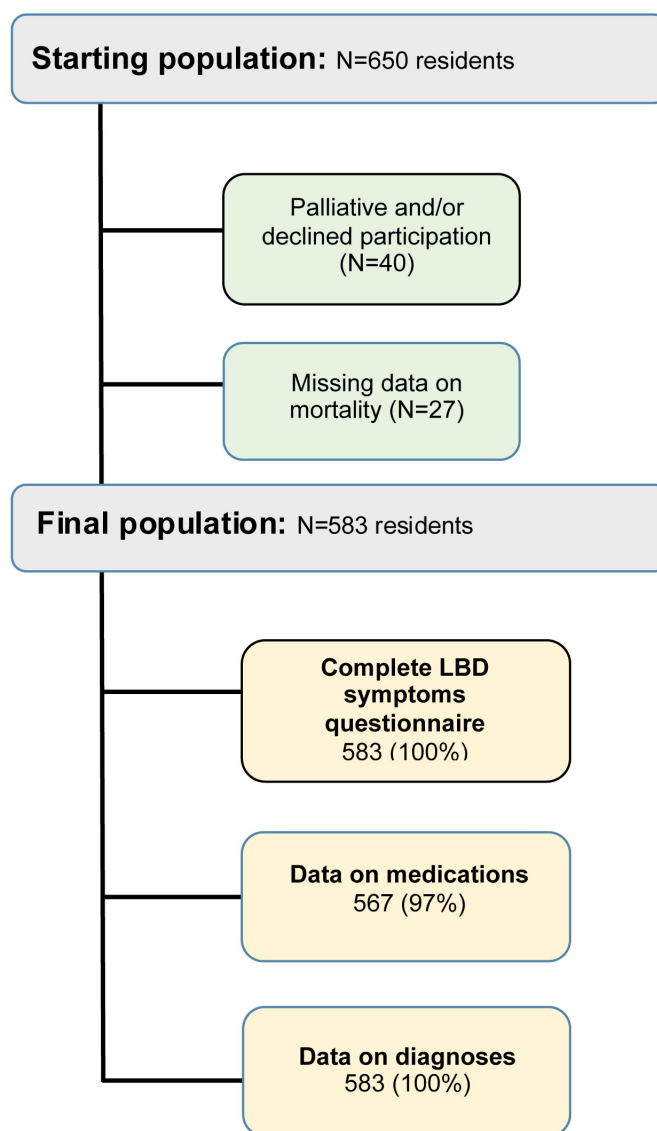 Starting population: N=650 residents
Palliative and/or
declined participation
(N=40)
Missing data on
mortality (N=27)
Final population: N=583 residents
Complete LBD
symptoms
questionnaire
583 (100%)
Data on medications
567 (97%)
Data on diagnoses
583 (100%)